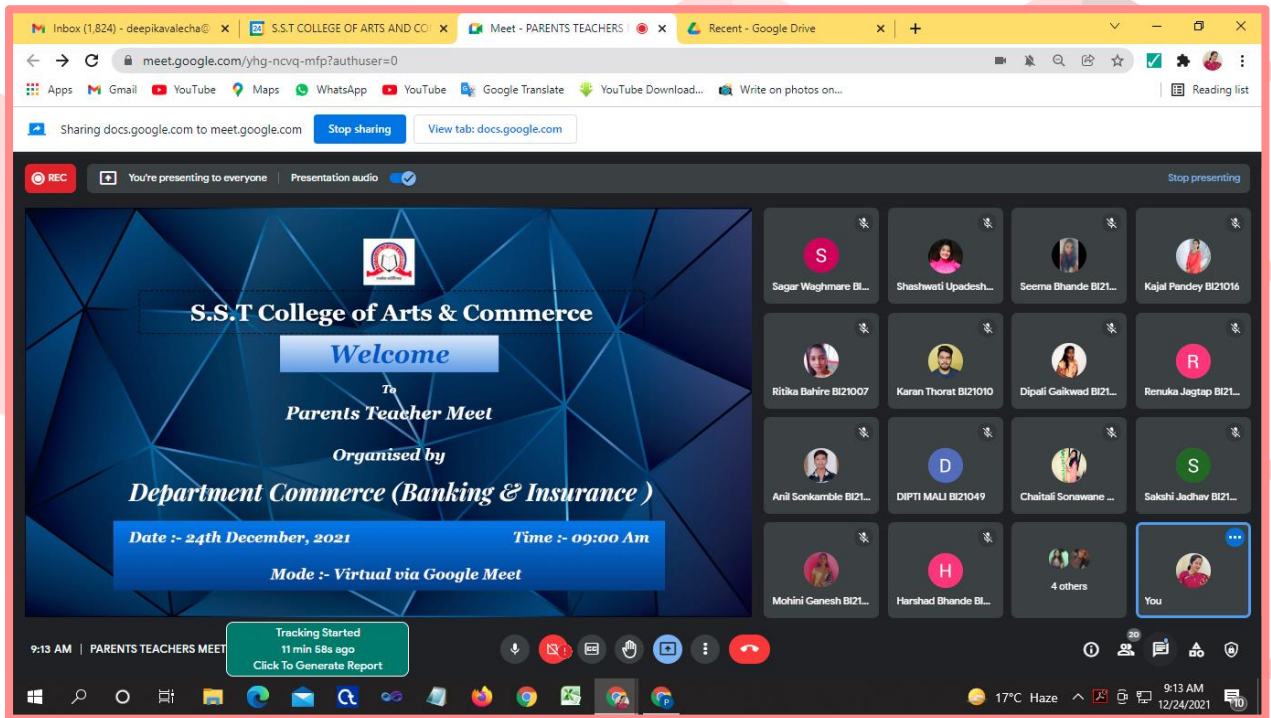 Inbox (1,824) - deepikavalecha@
S.S.T COLLEGE OF ARTS AND CO
Meet - PARENTS TEACHERS
Recent - Google Drive
meet.google.com/yhg-ncvq-mfp?authuser=0
Apps Gmail YouTube Maps WhatsApp YouTube Google Translate YouTube Download... Write on photos on... Reading list
Sharing docs.google.com to meet.google.com Stop sharing View tab: docs.google.com
REC You're presenting to everyone Presentation audio Stop presenting
S.S.T College of Arts & Commerce
Welcome
To
Parents Teacher Meet
Organised by
Department Commerce (Banking & Insurance )
Date :- 24th December, 2021 Time :- 09:00 Am
Mode :- Virtual via Google Meet
S
Sagar Waghmare BI... Shashwati Upadesh... Seema Bhande BI21... Kajal Pandey BI21016
R
Ritika Bahire BI21007 Karan Thorat BI21010 Dipali Gaikwad BI21... Renuka Jagtap BI21...
D S
Anil Sonkamble BI21... DIPTI MALI BI21049 Chaitali Sonawane ... Sakshi Jadhav BI21...
H
4 others
Mohini Ganesh BI21... Harshad Bhande BI... You
9:13 AM | PARENTS TEACHERS MEET
Tracking Started
11 min 58s ago
Click To Generate Report
20
17°C Haze
9:13 AM
12/24/2021
10